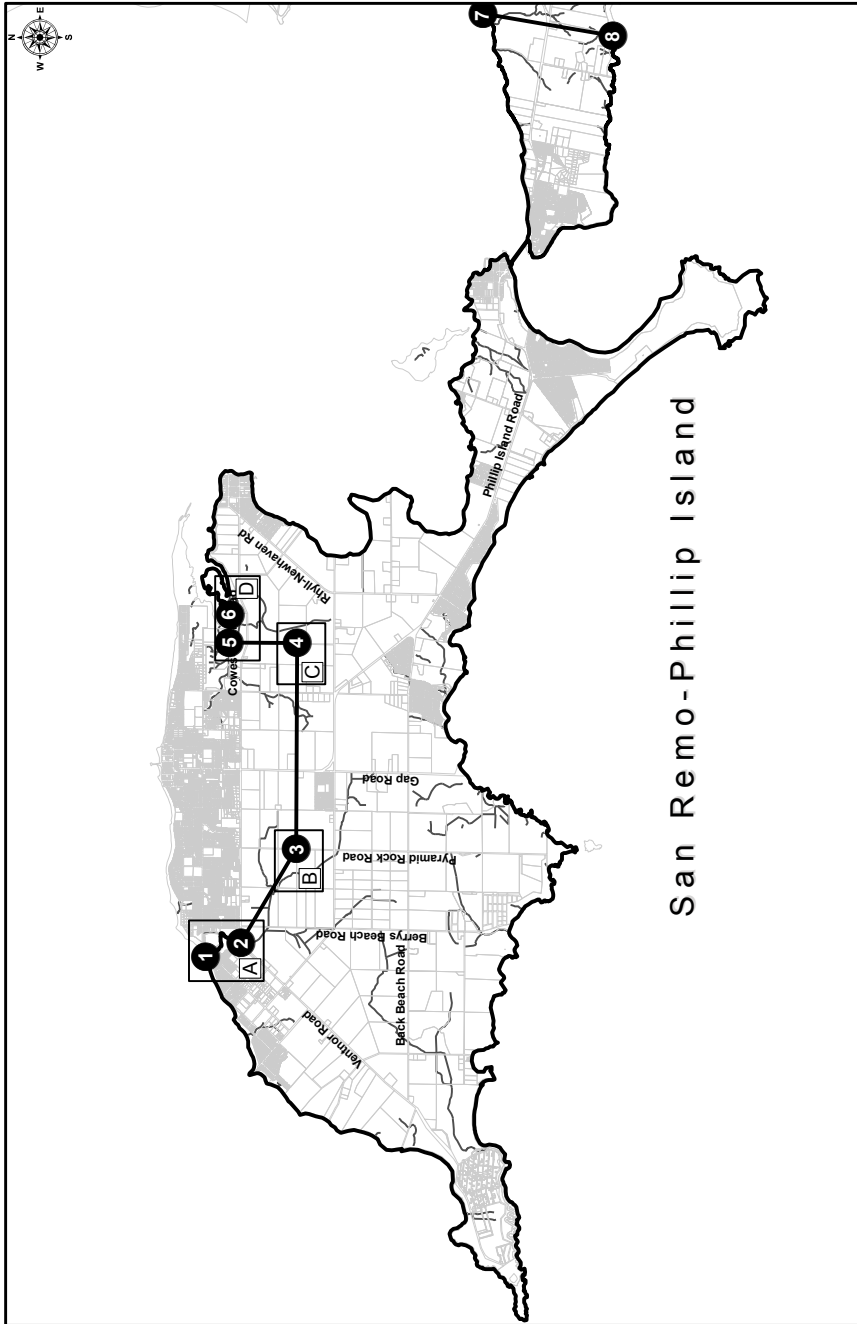 N
E
S
W
7
8
1
2
A
3
B
4
C
5
6
D
Cowes
Rhyll-Newhaven Rd
Phillip Island Road
Gap Road
Pyramid Rock Road
Berrys Beach Road
Back Beach Road
Ventnor Road
San Remo-Phillip Island